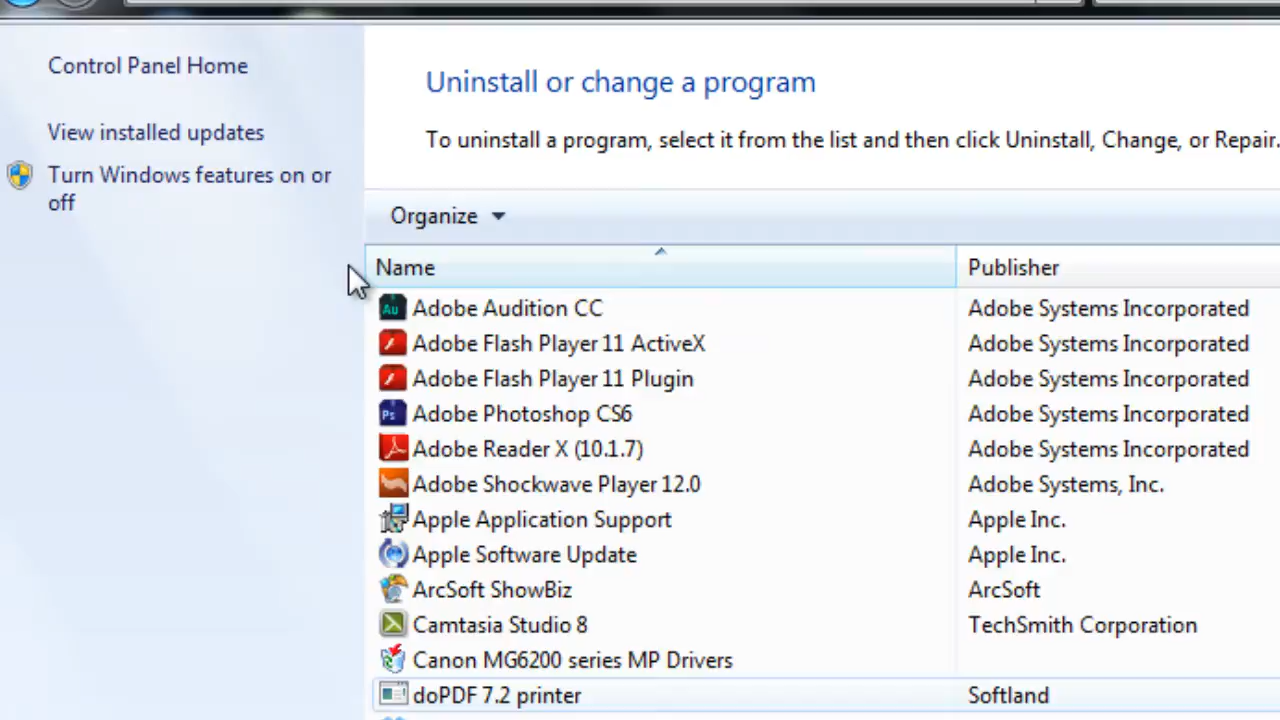 Control Panel Home
View installed updates
Turn Windows features on or
off
Uninstall or change a program
To uninstall a program, select it from the list and then click Uninstall, Change, or Repair.
Organize
Name Publisher
Au Adobe Audition CC Adobe Systems Incorporated
Adobe Flash Player 11 ActiveX Adobe Systems Incorporated
Adobe Flash Player 11 Plugin Adobe Systems Incorporated
Ps Adobe Photoshop CS6 Adobe Systems Incorporated
Adobe Reader X (10.1.7) Adobe Systems Incorporated
Adobe Shockwave Player 12.0 Adobe Systems, Inc.
Apple Application Support Apple Inc.
Apple Software Update Apple Inc.
ArcSoft ShowBiz ArcSoft
Camtasia Studio 8 TechSmith Corporation
Canon MG6200 series MP Drivers
doPDF 7.2 printer Softland